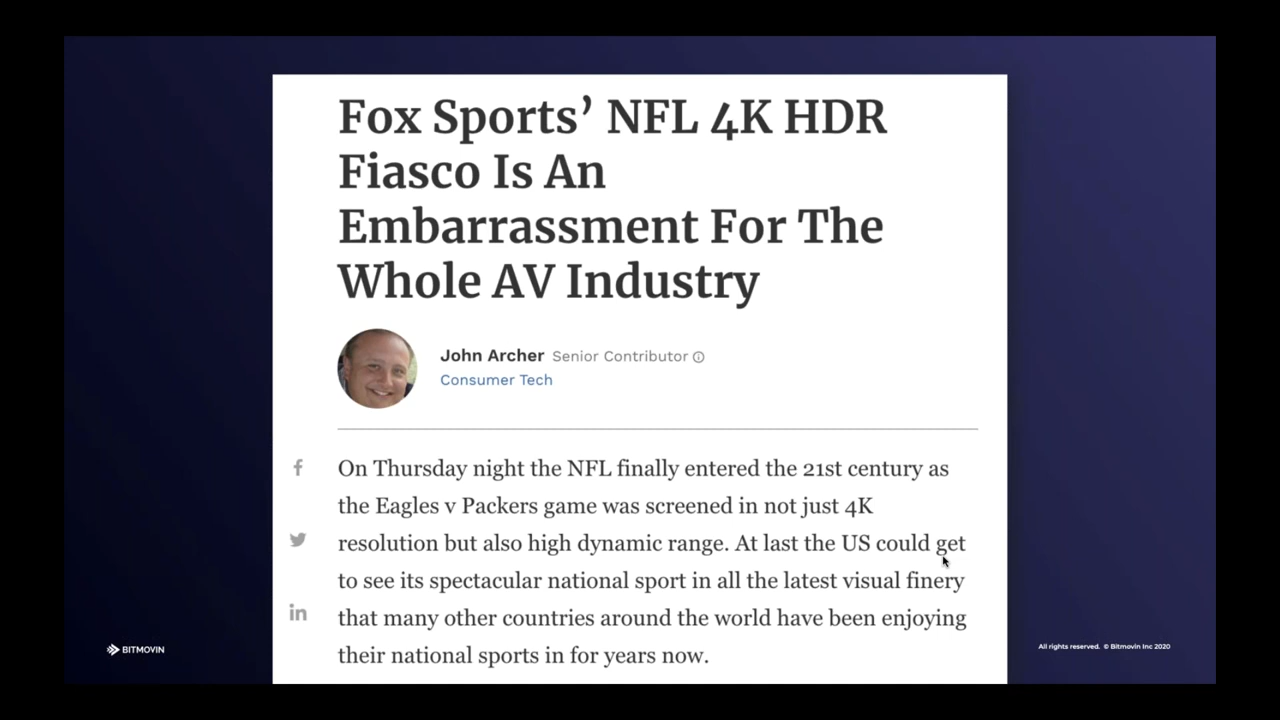 Fox Sports’ NFL 4K HDR
Fiasco Is An
Embarrassment For The
Whole AV Industry
John Archer Senior Contributor
Consumer Tech
On Thursday night the NFL finally entered the 21st century as
the Eagles v Packers game was screened in not just 4K
resolution but also high dynamic range. At last the US could get
to see its spectacular national sport in all the latest visual finery
that many other countries around the world have been enjoying
their national sports in for years now.
BITMOVIN
All rights reserved. © Bitmovin Inc 2020